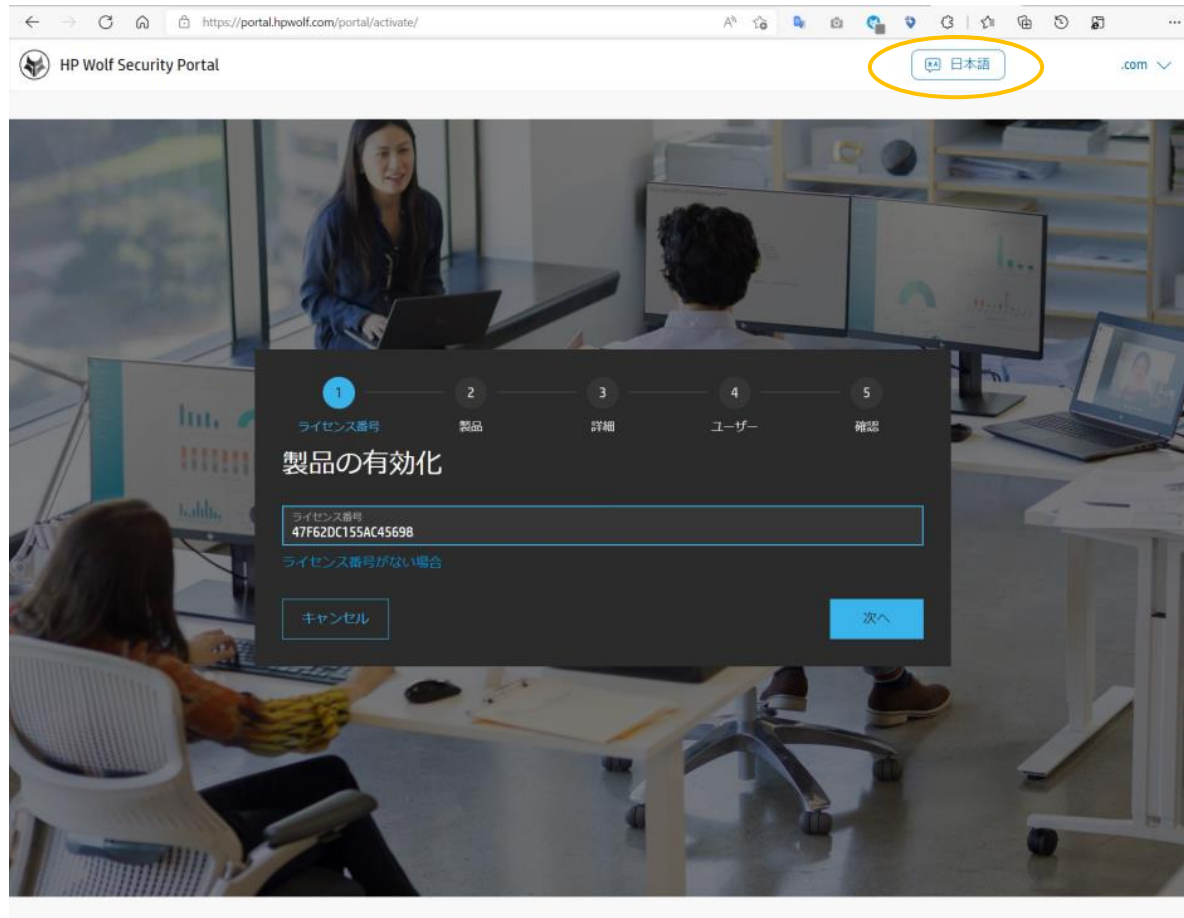 https://portal.hpwolf.com/portal/activate/
HP Wolf Security Portal
日本語
.com
1
2
3
4
5
ライセンス番号
製品
詳細
ユーザー
確認
製品の有効化
ライセンス番号
47F62DC155AC45698
ライセンス番号がない場合
キャンセル
次へ